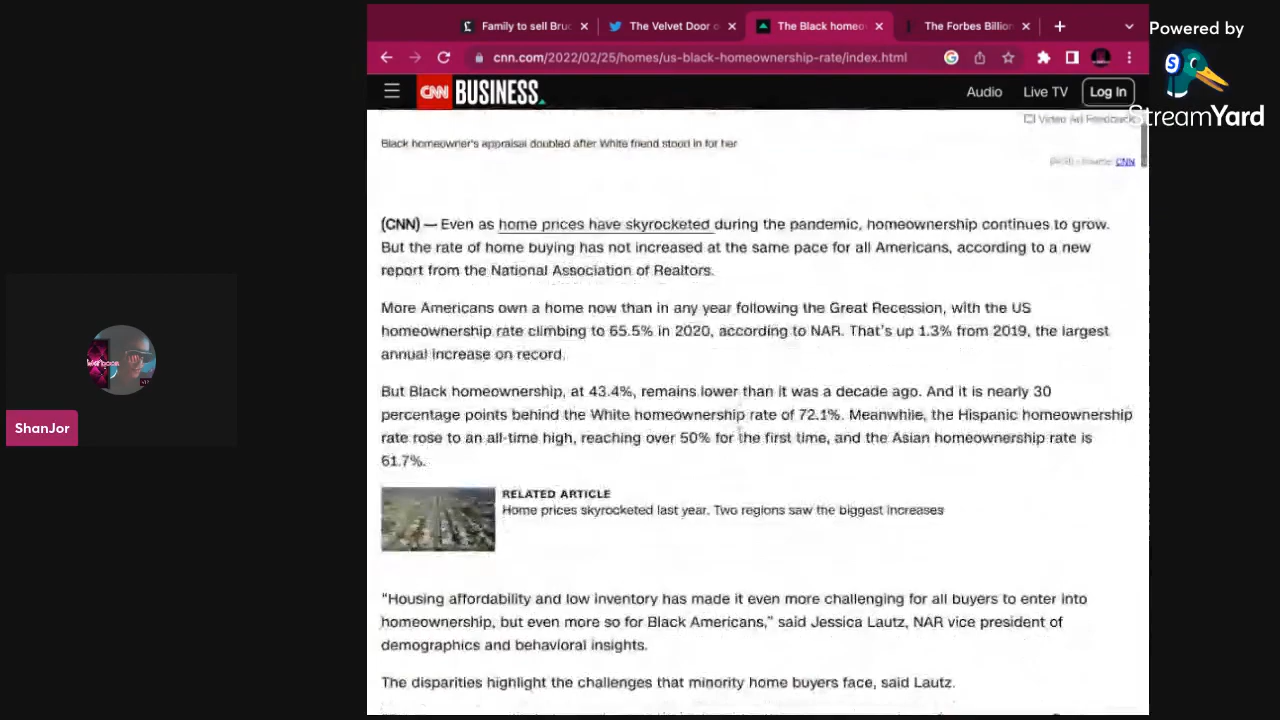 Family to sell Bruc
The Velvet Door o
The Black homeo
The Forbes Billion
Powered by
StreamYard
cnn.com/2022/02/25/homes/us-black-homeownership-rate/index.html
CNN BUSINESS
Audio
Live TV
Log In
Video Ad Feedback
Black homeowner's appraisal doubled after White friend stood in for her
Source: CNN
(CNN) — Even as home prices have skyrocketed during the pandemic, homeownership continues to grow.
But the rate of home buying has not increased at the same pace for all Americans, according to a new
report from the National Association of Realtors.
More Americans own a home now than in any year following the Great Recession, with the US
homeownership rate climbing to 65.5% in 2020, according to NAR. That's up 1.3% from 2019, the largest
annual increase on record.
But Black homeownership, at 43.4%, remains lower than it was a decade ago. And it is nearly 30
percentage points behind the White homeownership rate of 72.1%. Meanwhile, the Hispanic homeownership
rate rose to an all-time high, reaching over 50% for the first time, and the Asian homeownership rate is
61.7%.
RELATED ARTICLE
Home prices skyrocketed last year. Two regions saw the biggest increases
"Housing affordability and low inventory has made it even more challenging for all buyers to enter into
homeownership, but even more so for Black Americans," said Jessica Lautz, NAR vice president of
demographics and behavioral insights.
The disparities highlight the challenges that minority home buyers face, said Lautz.
ShanJor